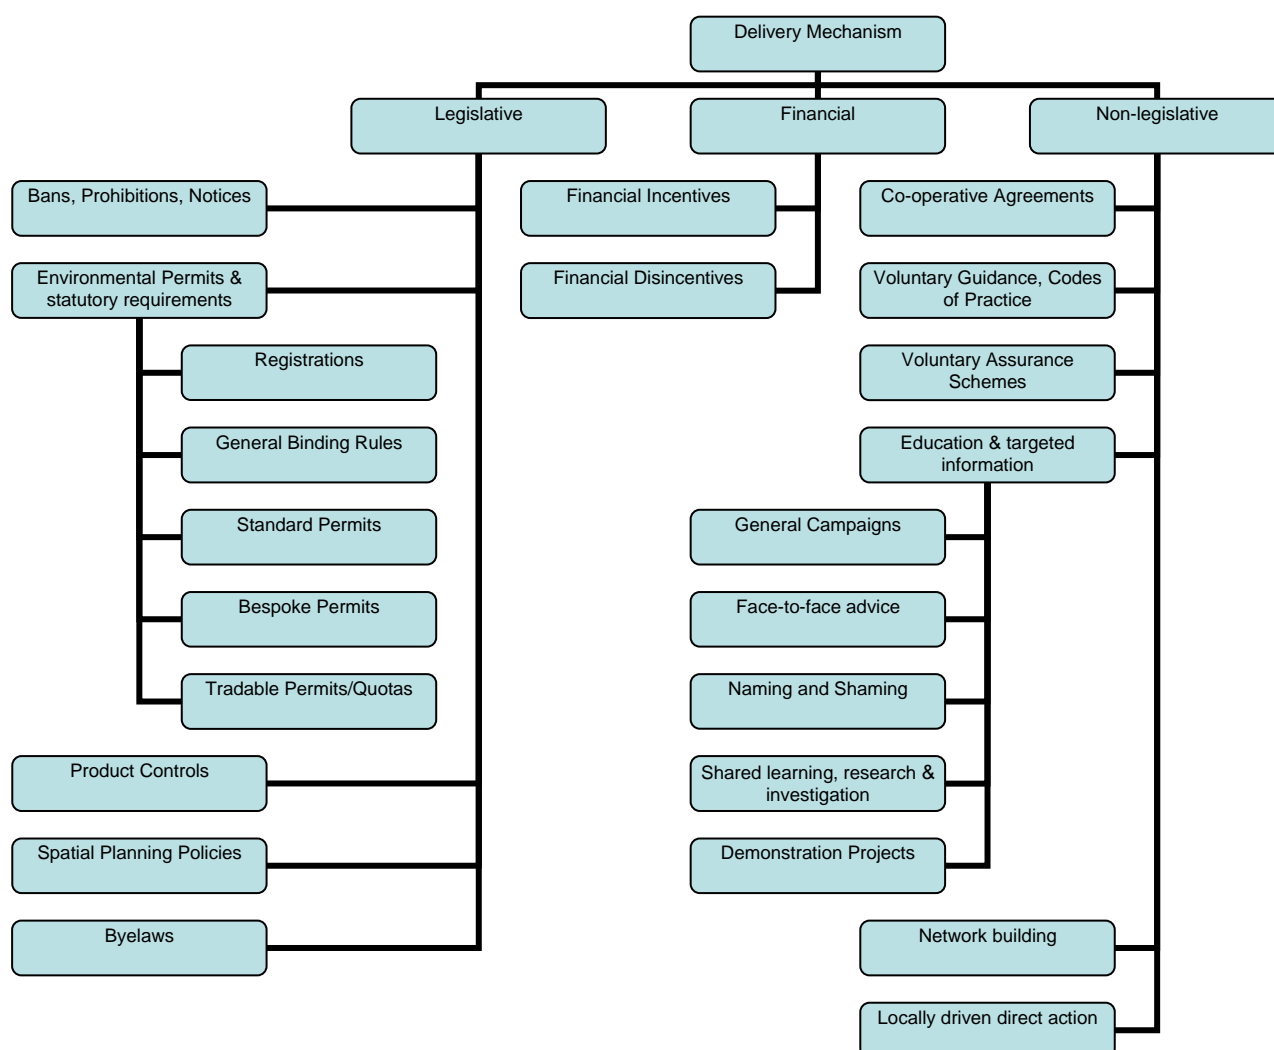 Delivery Mechanism
Legislative
Financial
Non-legislative
Bans, Prohibitions, Notices
Environmental Permits &
statutory requirements
Registrations
General Binding Rules
Standard Permits
Bespoke Permits
Tradable Permits/Quotas
Product Controls
Spatial Planning Policies
Byelaws
Financial Incentives
Financial Disincentives
Co-operative Agreements
Voluntary Guidance, Codes
of Practice
Voluntary Assurance
Schemes
Education & targeted
information
General Campaigns
Face-to-face advice
Naming and Shaming
Shared learning, research &
investigation
Demonstration Projects
Network building
Locally driven direct action